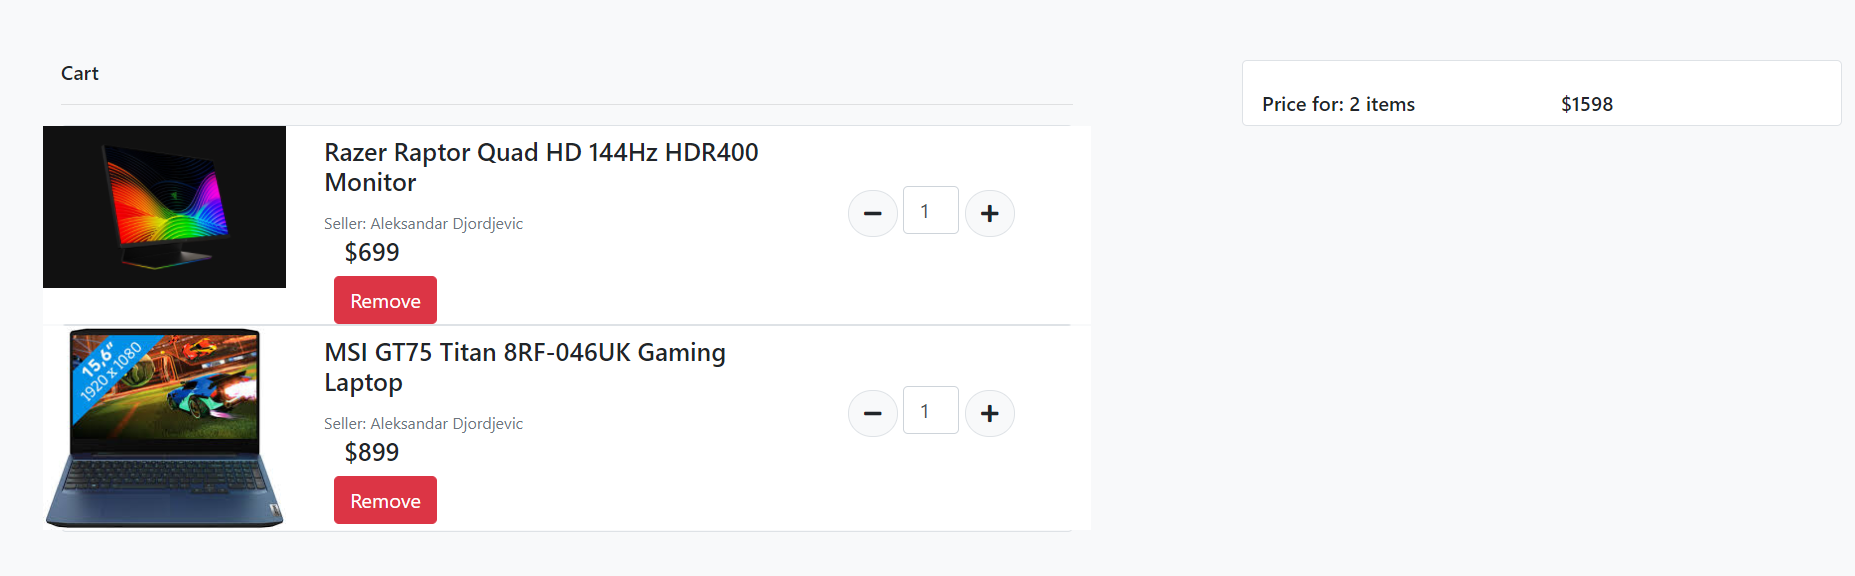 Cart
Price for: 2 items $1598
Razer Raptor Quad HD 144Hz HDR400
Monitor
Seller: Aleksandar Djordjevic
$699
Remove
1
15,6"
1920 x 1080
MSI GT75 Titan 8RF-046UK Gaming
Laptop
Seller: Aleksandar Djordjevic
$899
Remove
1